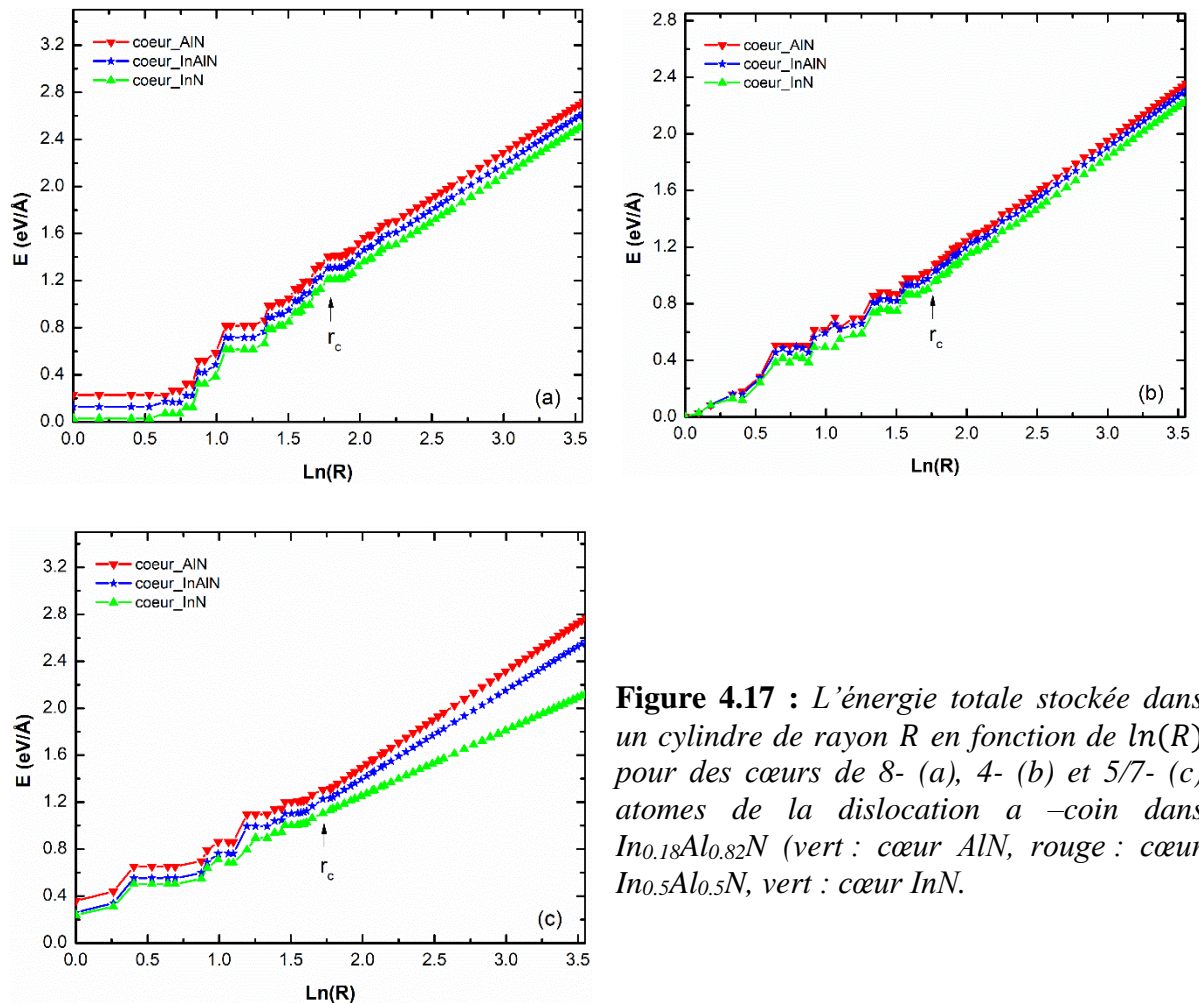 3.2
2.8
2.4
2.0
1.6
1.2
0.8
0.4
0.0
E (eV/Å)
coeur_AlN
coeur_InAlN
coeur_InN
r_c
(a)
0.0 0.5 1.0 1.5 2.0 2.5 3.0 3.5
Ln(R)
2.8
2.4
2.0
1.6
1.2
0.8
0.4
0.0
E (eV/Å)
coeur_AlN
coeur_InAlN
coeur_InN
r_c
(b)
0.0 0.5 1.0 1.5 2.0 2.5 3.0 3.5
Ln(R)
3.2
2.8
2.4
2.0
1.6
1.2
0.8
0.4
0.0
E (eV/Å)
coeur_AlN
coeur_InAlN
coeur_InN
r_c
(c)
0.0 0.5 1.0 1.5 2.0 2.5 3.0 3.5
Ln(R)
Figure 4.17 : L'énergie totale stockée dans
un cylindre de rayon R en fonction de ln(R)
pour des cœurs de 8- (a), 4- (b) et 5/7- (c)
atomes de la dislocation a –coin dans
In0.18Al0.82N (vert : cœur AlN, rouge : cœur
In0.5Al0.5N, vert : cœur InN.